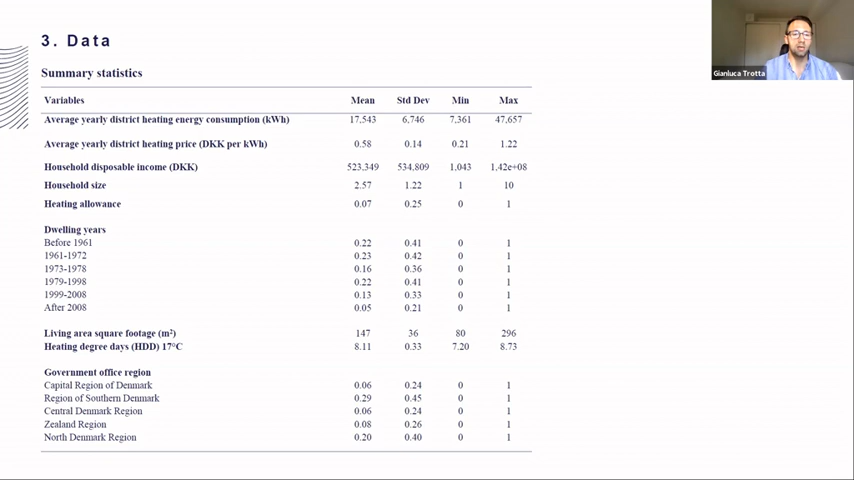 3. Data
Gianluca Trotta
Summary statistics
Variables Mean Std Dev Min Max
Average yearly district heating energy consumption (kWh) 17,543 6,746 7,361 47,657
Average yearly district heating price (DKK per kWh) 0.58 0.14 0.21 1.22
Household disposable income (DKK) 523,349 534,809 1,043 1.42e+08
Household size 2.57 1.22 1 10
Heating allowance 0.07 0.25 0 1
Dwelling years
Before 1961 0.22 0.41 0 1
1961-1972 0.23 0.42 0 1
1973-1978 0.16 0.36 0 1
1979-1998 0.22 0.41 0 1
1999-2008 0.13 0.33 0 1
After 2008 0.05 0.21 0 1
Living area square footage (m²) 147 36 80 296
Heating degree days (HDD) 17°C 8.11 0.33 7.20 8.73
Government office region
Capital Region of Denmark 0.06 0.24 0 1
Region of Southern Denmark 0.29 0.45 0 1
Central Denmark Region 0.06 0.24 0 1
Zealand Region 0.08 0.26 0 1
North Denmark Region 0.20 0.40 0 1